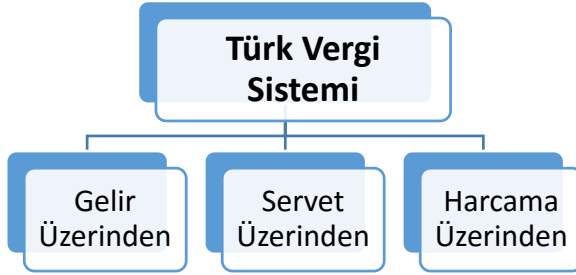 Türk Vergi
Sistemi
Gelir
Üzerinden
Servet
Üzerinden
Harcama
Üzerinden